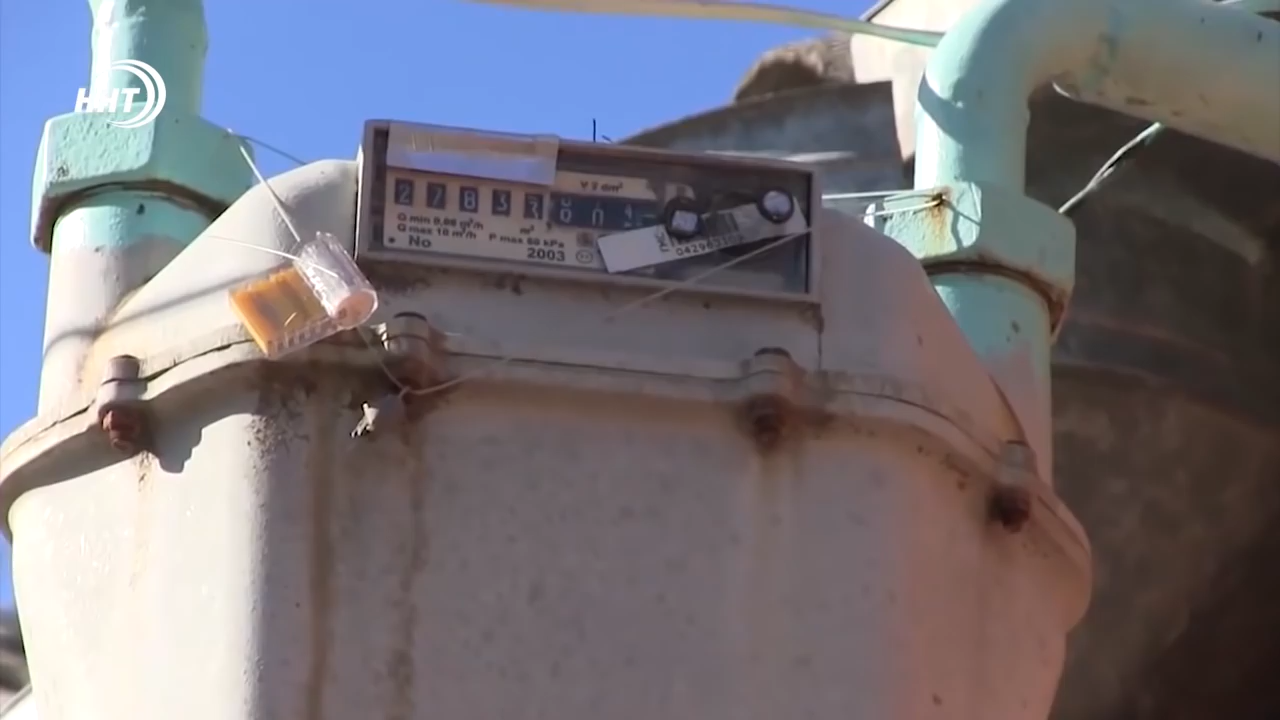 ННТ
V 2 dm³
2 7 8 3 3
Q min 0,06 m³/h
m³
Q max 10 m³/h
P max 50 kPa
No
2003